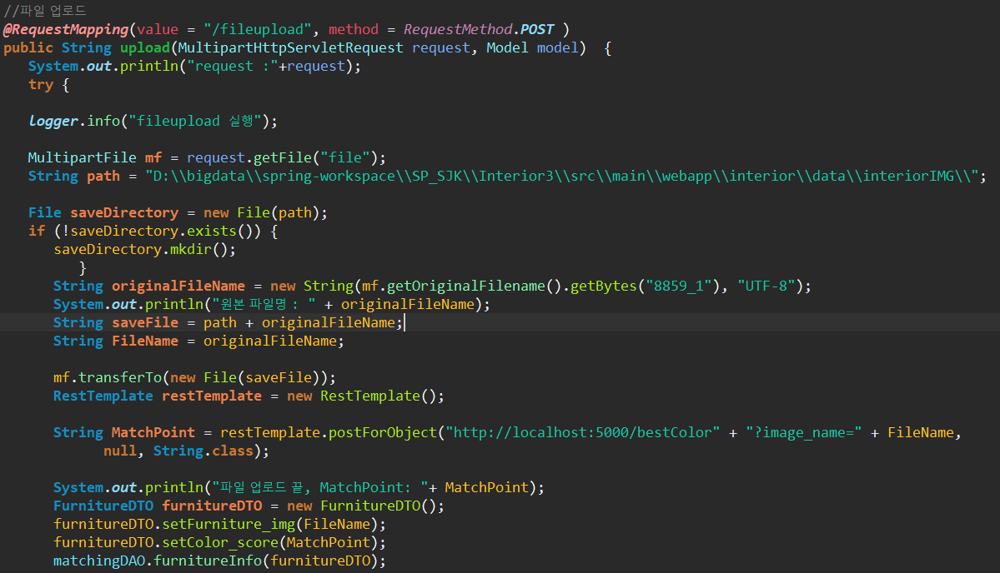 //파일 업로드
@RequestMapping(value = "/fileupload", method = RequestMethod.POST )
public String upload(MultipartHttpServletRequest request, Model model)  {
System.out.println("request :"+request);
try {
logger.info("fileupload 실행");
MultipartFile mf = request.getFile("file");
String path = "D:\\bigdata\\spring-workspace\\SP_SJK\\Interior3\\src\\main\\webapp\\interior\\data\\interiorIMG\\";
File saveDirectory = new File(path);
if (!saveDirectory.exists()) {
saveDirectory.mkdir();
}
String originalFileName = new String(mf.getOriginalFilename().getBytes("8859_1"), "UTF-8");
System.out.println("원본 파일명 : " + originalFileName);
String saveFile = path + originalFileName;
String FileName = originalFileName;
mf.transferTo(new File(saveFile));
RestTemplate restTemplate = new RestTemplate();
String MatchPoint = restTemplate.postForObject("http://localhost:5000/bestColor" + "?image_name=" + FileName,
null, String.class);
System.out.println("파일 업로드 끝, MatchPoint: "+ MatchPoint);
FurnitureDTO furnitureDTO = new FurnitureDTO();
furnitureDTO.setFurniture_img(FileName);
furnitureDTO.setColor_score(MatchPoint);
matchingDAO.furnitureInfo(furnitureDTO);